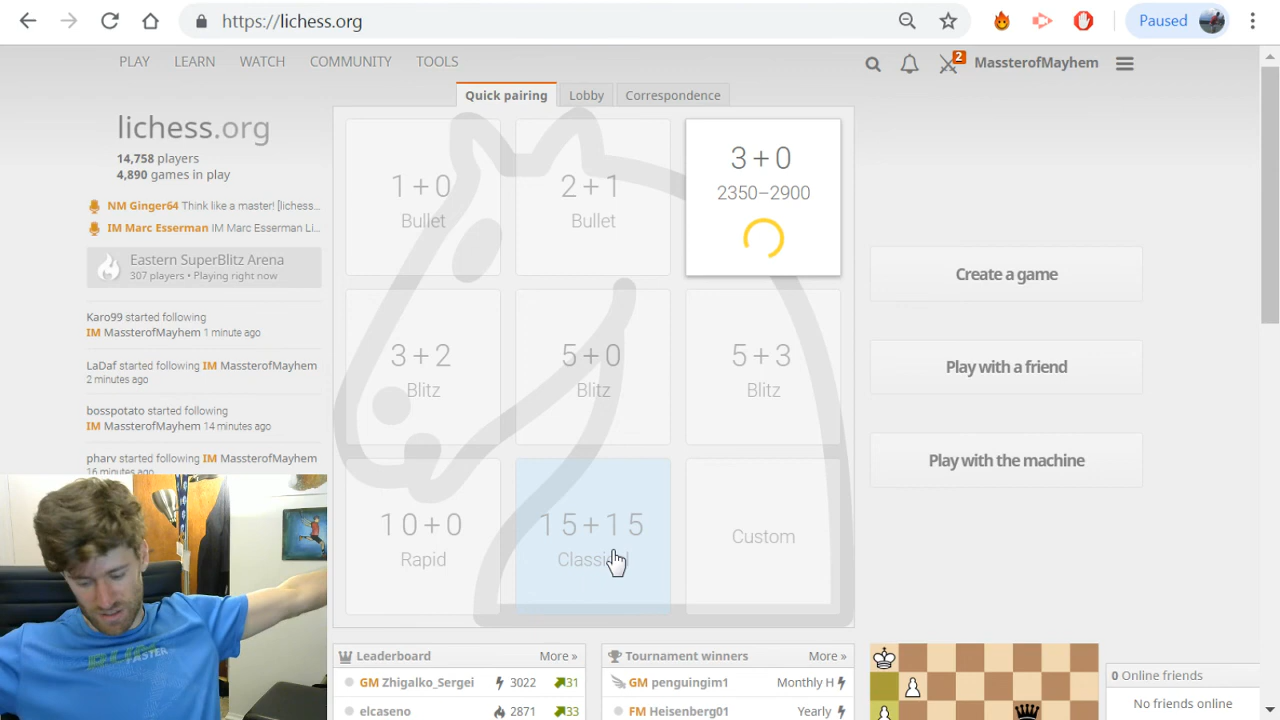 https://lichess.org
Paused
PLAY LEARN WATCH COMMUNITY TOOLS
2
MassterofMayhem
Quick pairing Lobby Correspondence
lichess.org
14,758 players
4,890 games in play
NM Ginger64 Think like a master! [lichess...
IM Marc Esserman IM Marc Esserman Li...
Eastern SuperBlitz Arena
307 players • Playing right now
Karo99 started following
IM MassterofMayhem 1 minute ago
LaDaf started following IM MassterofMayhem
2 minutes ago
bosspotato started following
IM MassterofMayhem 14 minutes ago
pharv started following IM MassterofMayhem
16 minutes ago
1+0
Bullet
2+1
Bullet
3+0
2350–2900
3+2
Blitz
5+0
Blitz
5+3
Blitz
10+0
Rapid
15+15
Classical
Custom
Create a game
Play with a friend
Play with the machine
Leaderboard More »
GM Zhigalko_Sergei 3022 31
elcaseno 2871 33
Tournament winners More »
GM penguingim1 Monthly H
FM Heisenberg01 Yearly
0 Online friends
No friends online